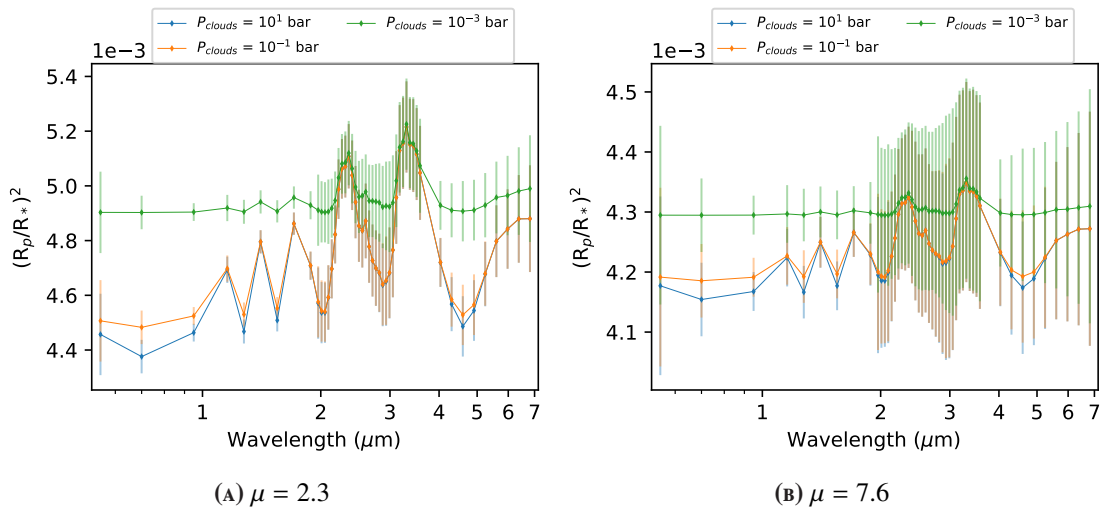 P_clouds = 10^1 bar
P_clouds = 10^-1 bar
P_clouds = 10^-3 bar
1e−3
5.4
5.2
5.0
4.8
4.6
4.4
(R_p/R_*)^2
1 2 3 4 5 6 7
Wavelength (μm)
(A) μ = 2.3
P_clouds = 10^1 bar
P_clouds = 10^-1 bar
P_clouds = 10^-3 bar
1e−3
4.5
4.4
4.3
4.2
4.1
(R_p/R_*)^2
1 2 3 4 5 6 7
Wavelength (μm)
(B) μ = 7.6